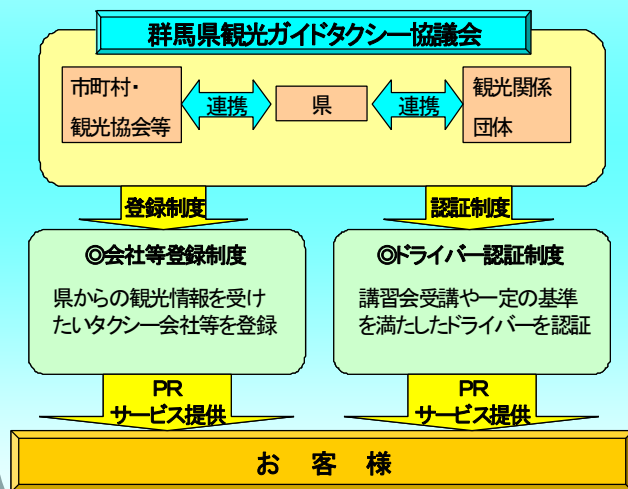 群馬県観光ガイドタクシー協議会
市町村・
観光協会等
連携
県
連携
観光関係
団体
登録制度
認証制度
◎会社等登録制度
県からの観光情報を受け
たいタクシー会社等を登録
◎ドライバー認証制度
講習会受講や一定の基準
を満たしたドライバーを認証
PR
サービス提供
PR
サービス提供
お 客 様